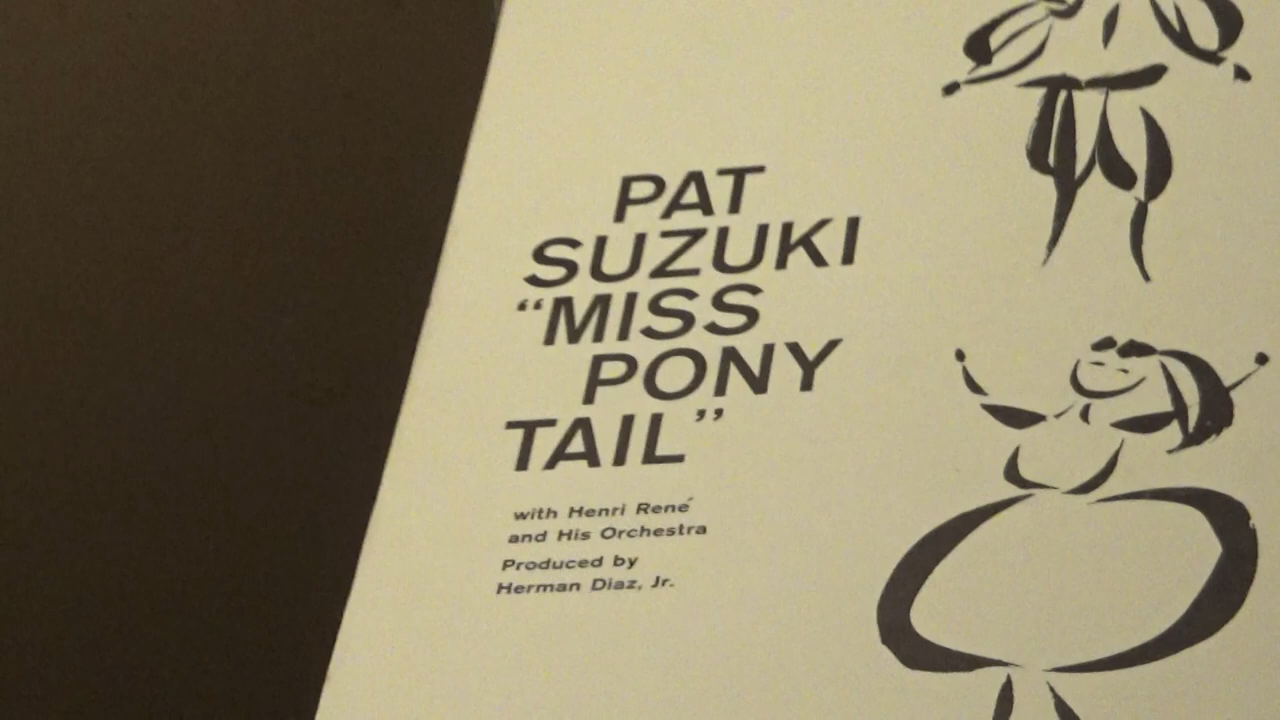 PAT
SUZUKI
“MISS
PONY
TAIL”
with Henri René
and His Orchestra
Produced by
Herman Diaz, Jr.